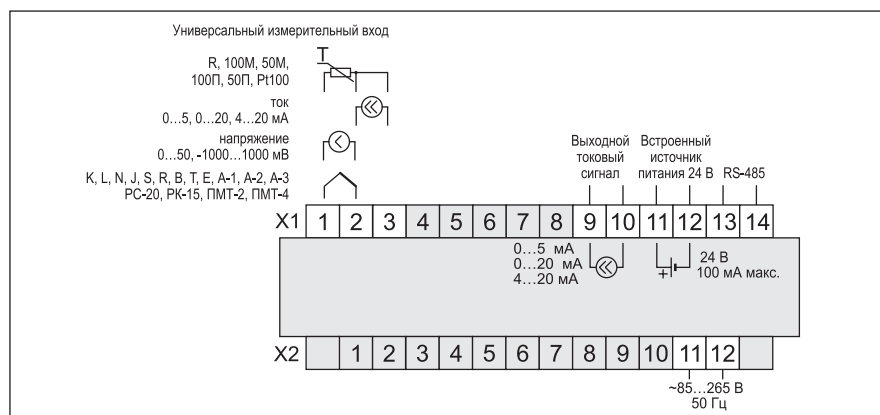 Универсальный измерительный вход
Т
R, 100М, 50М,
100П, 50П, Pt100
ток
0...5, 0...20, 4...20 мА
напряжение
0...50, -1000...1000 мВ
K, L, N, J, S, R, B, T, E, A-1, A-2, A-3
РС-20, РК-15, ПМТ-2, ПМТ-4
Выходной
токовый
сигнал
Встроенный
источник
питания 24 В
RS-485
X1 1 2 3 4 5 6 7 8 9 10 11 12 13 14
0...5 мА
0...20 мА
4...20 мА
+
24 В
100 мА макс.
X2 1 2 3 4 5 6 7 8 9 10 11 12
~85...265 В
50 Гц